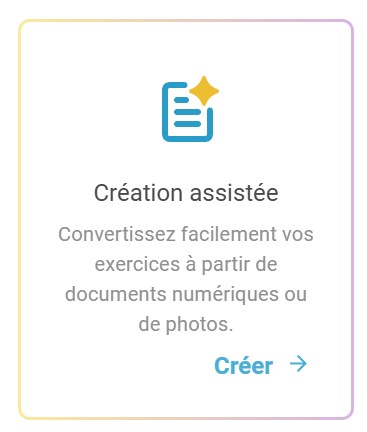 Création assistée
Convertissez facilement vos
exercices à partir de
documents numériques ou
de photos.
Créer →